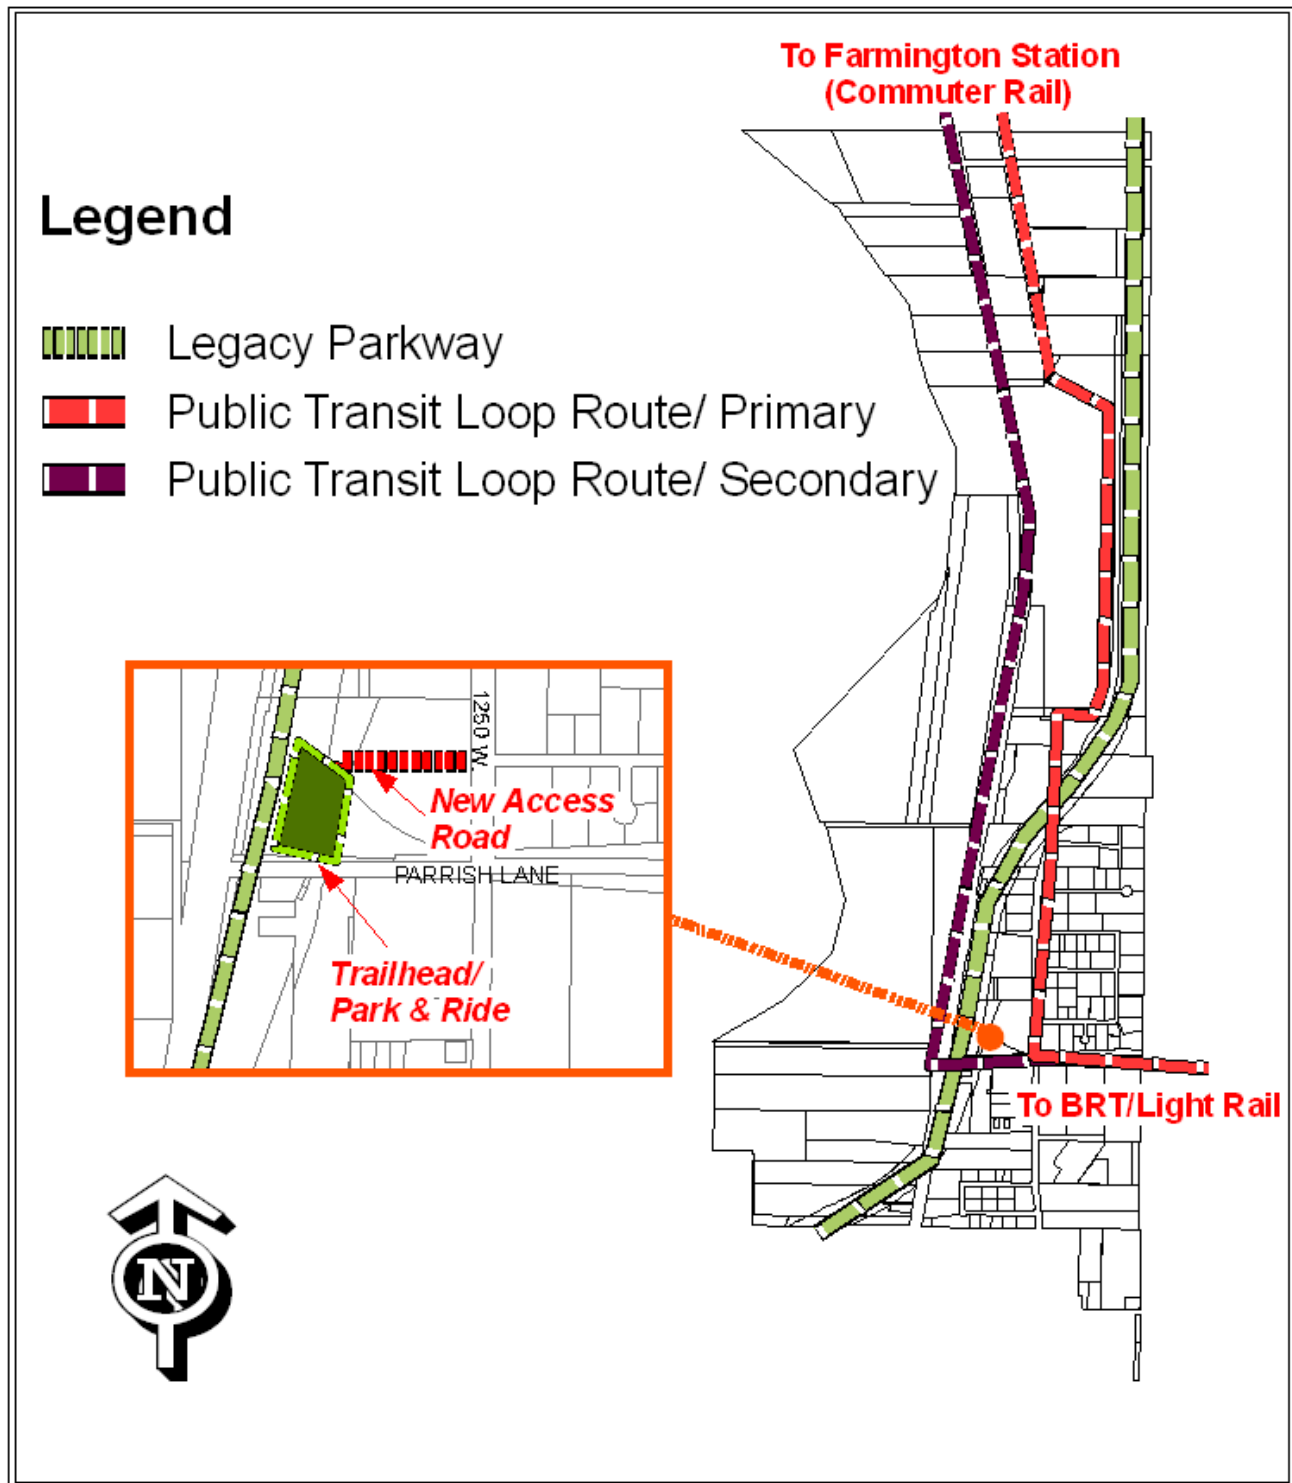 To Farmington Station
(Commuter Rail)
Legend
Legacy Parkway
Public Transit Loop Route/ Primary
Public Transit Loop Route/ Secondary
1250 W
New Access
Road
PARRISH LANE
Trailhead/
Park & Ride
To BRT/Light Rail
N